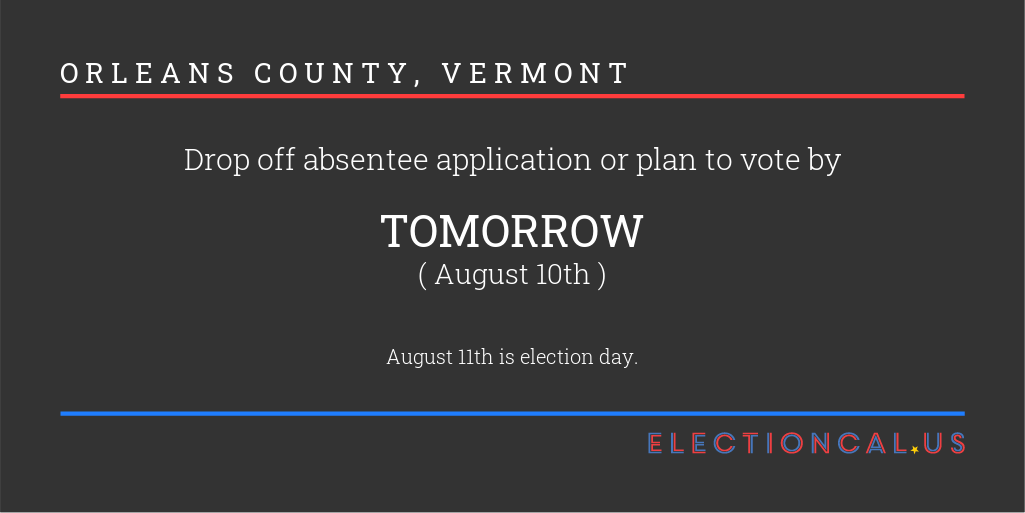 ORLEANS COUNTY, VERMONT
Drop off absentee application or plan to vote by
TOMORROW
( August 10th )
August 11th is election day.
ELECTIONCAL★US